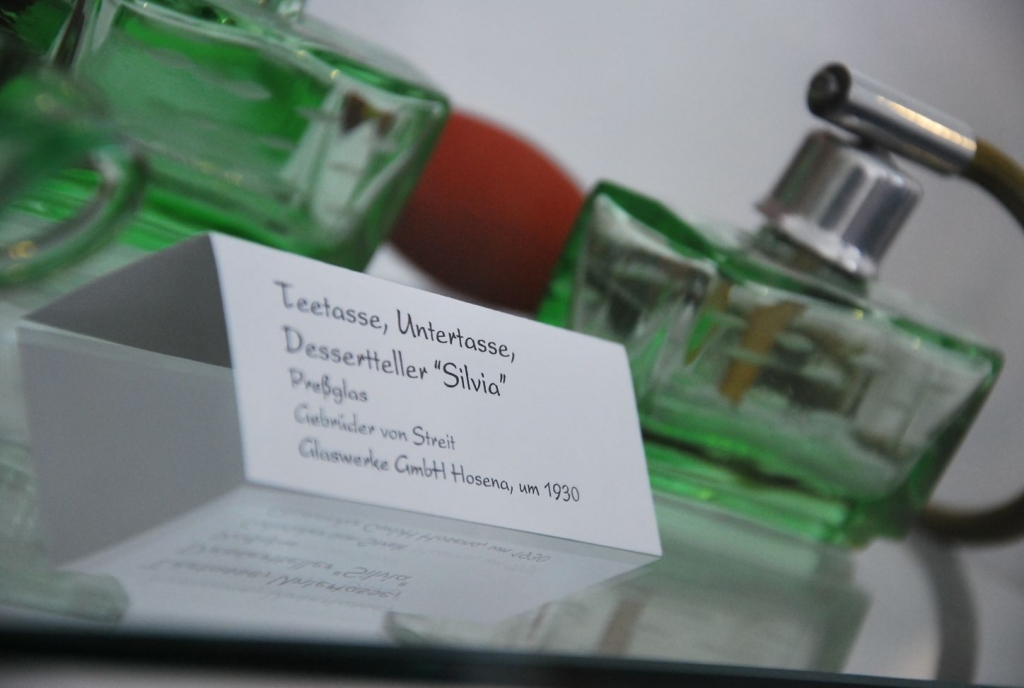 Teetasse, Untertasse,
Dessertteller "Silvia"
Preßglas
Gebrüder von Streit
Glaswerke GmbH Hosena, um 1930